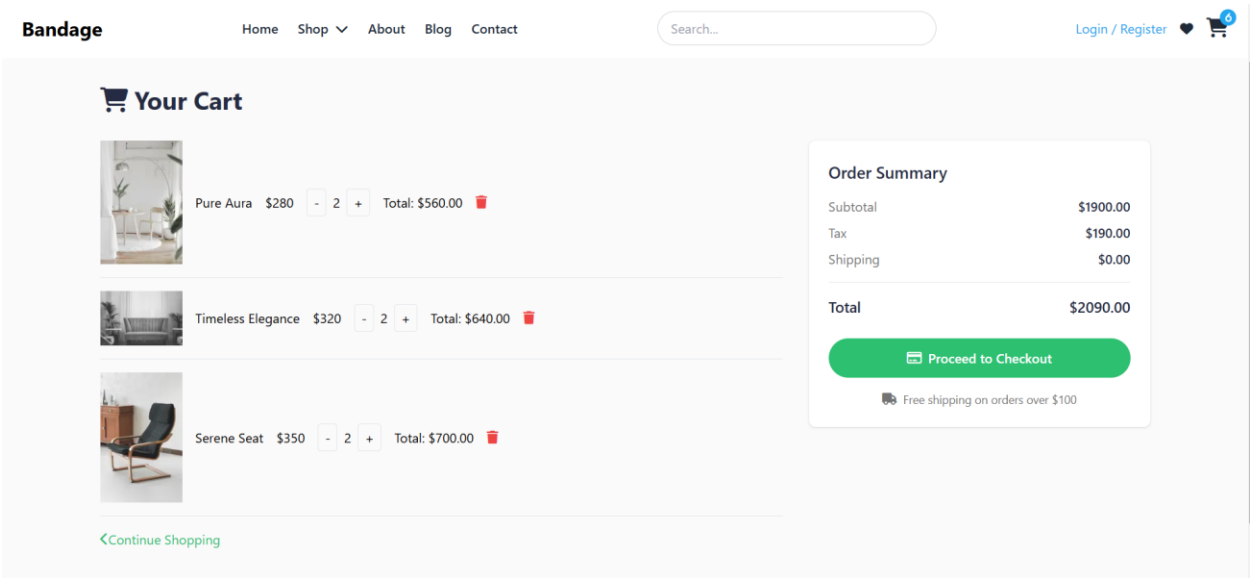 Bandage Home Shop About Blog Contact Search... Login / Register 6
Your Cart
Pure Aura $280 - 2 + Total: $560.00
Timeless Elegance $320 - 2 + Total: $640.00
Serene Seat $350 - 2 + Total: $700.00
Continue Shopping
Order Summary
Subtotal $1900.00
Tax $190.00
Shipping $0.00
Total $2090.00
Proceed to Checkout
Free shipping on orders over $100